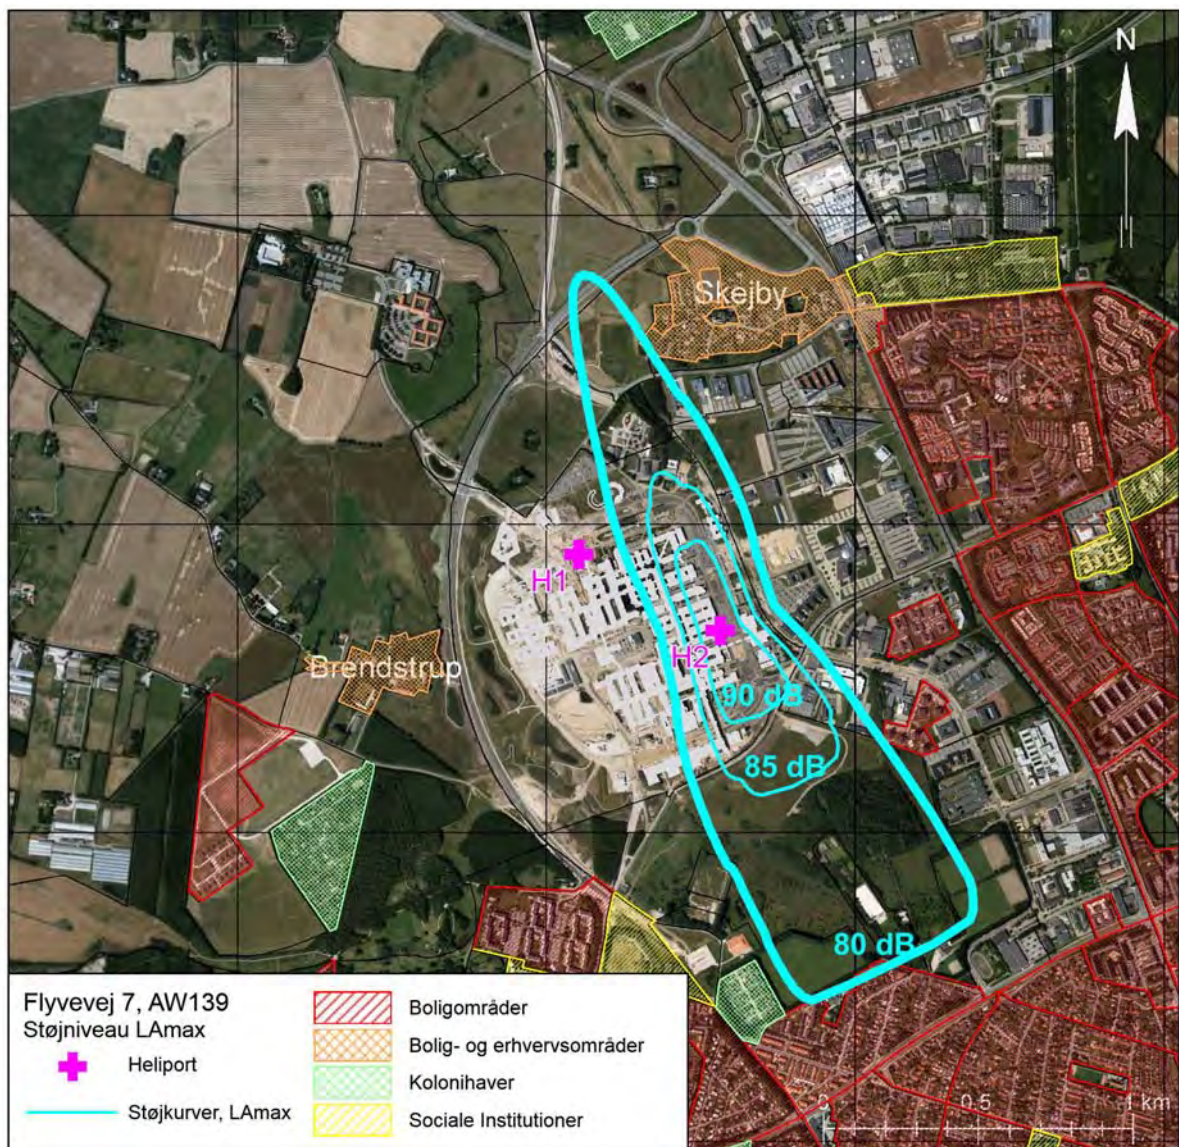 N
Skejby
H1
H2
Brendstrup
90 dB
85 dB
80 dB
Flyvevej 7, AW139
Støjniveau LAmax
Heliport
Støjkurver, LAmax
Boligområder
Bolig- og erhvervsområder
Kolonihaver
Sociale Institutioner
0 0.5 1 km